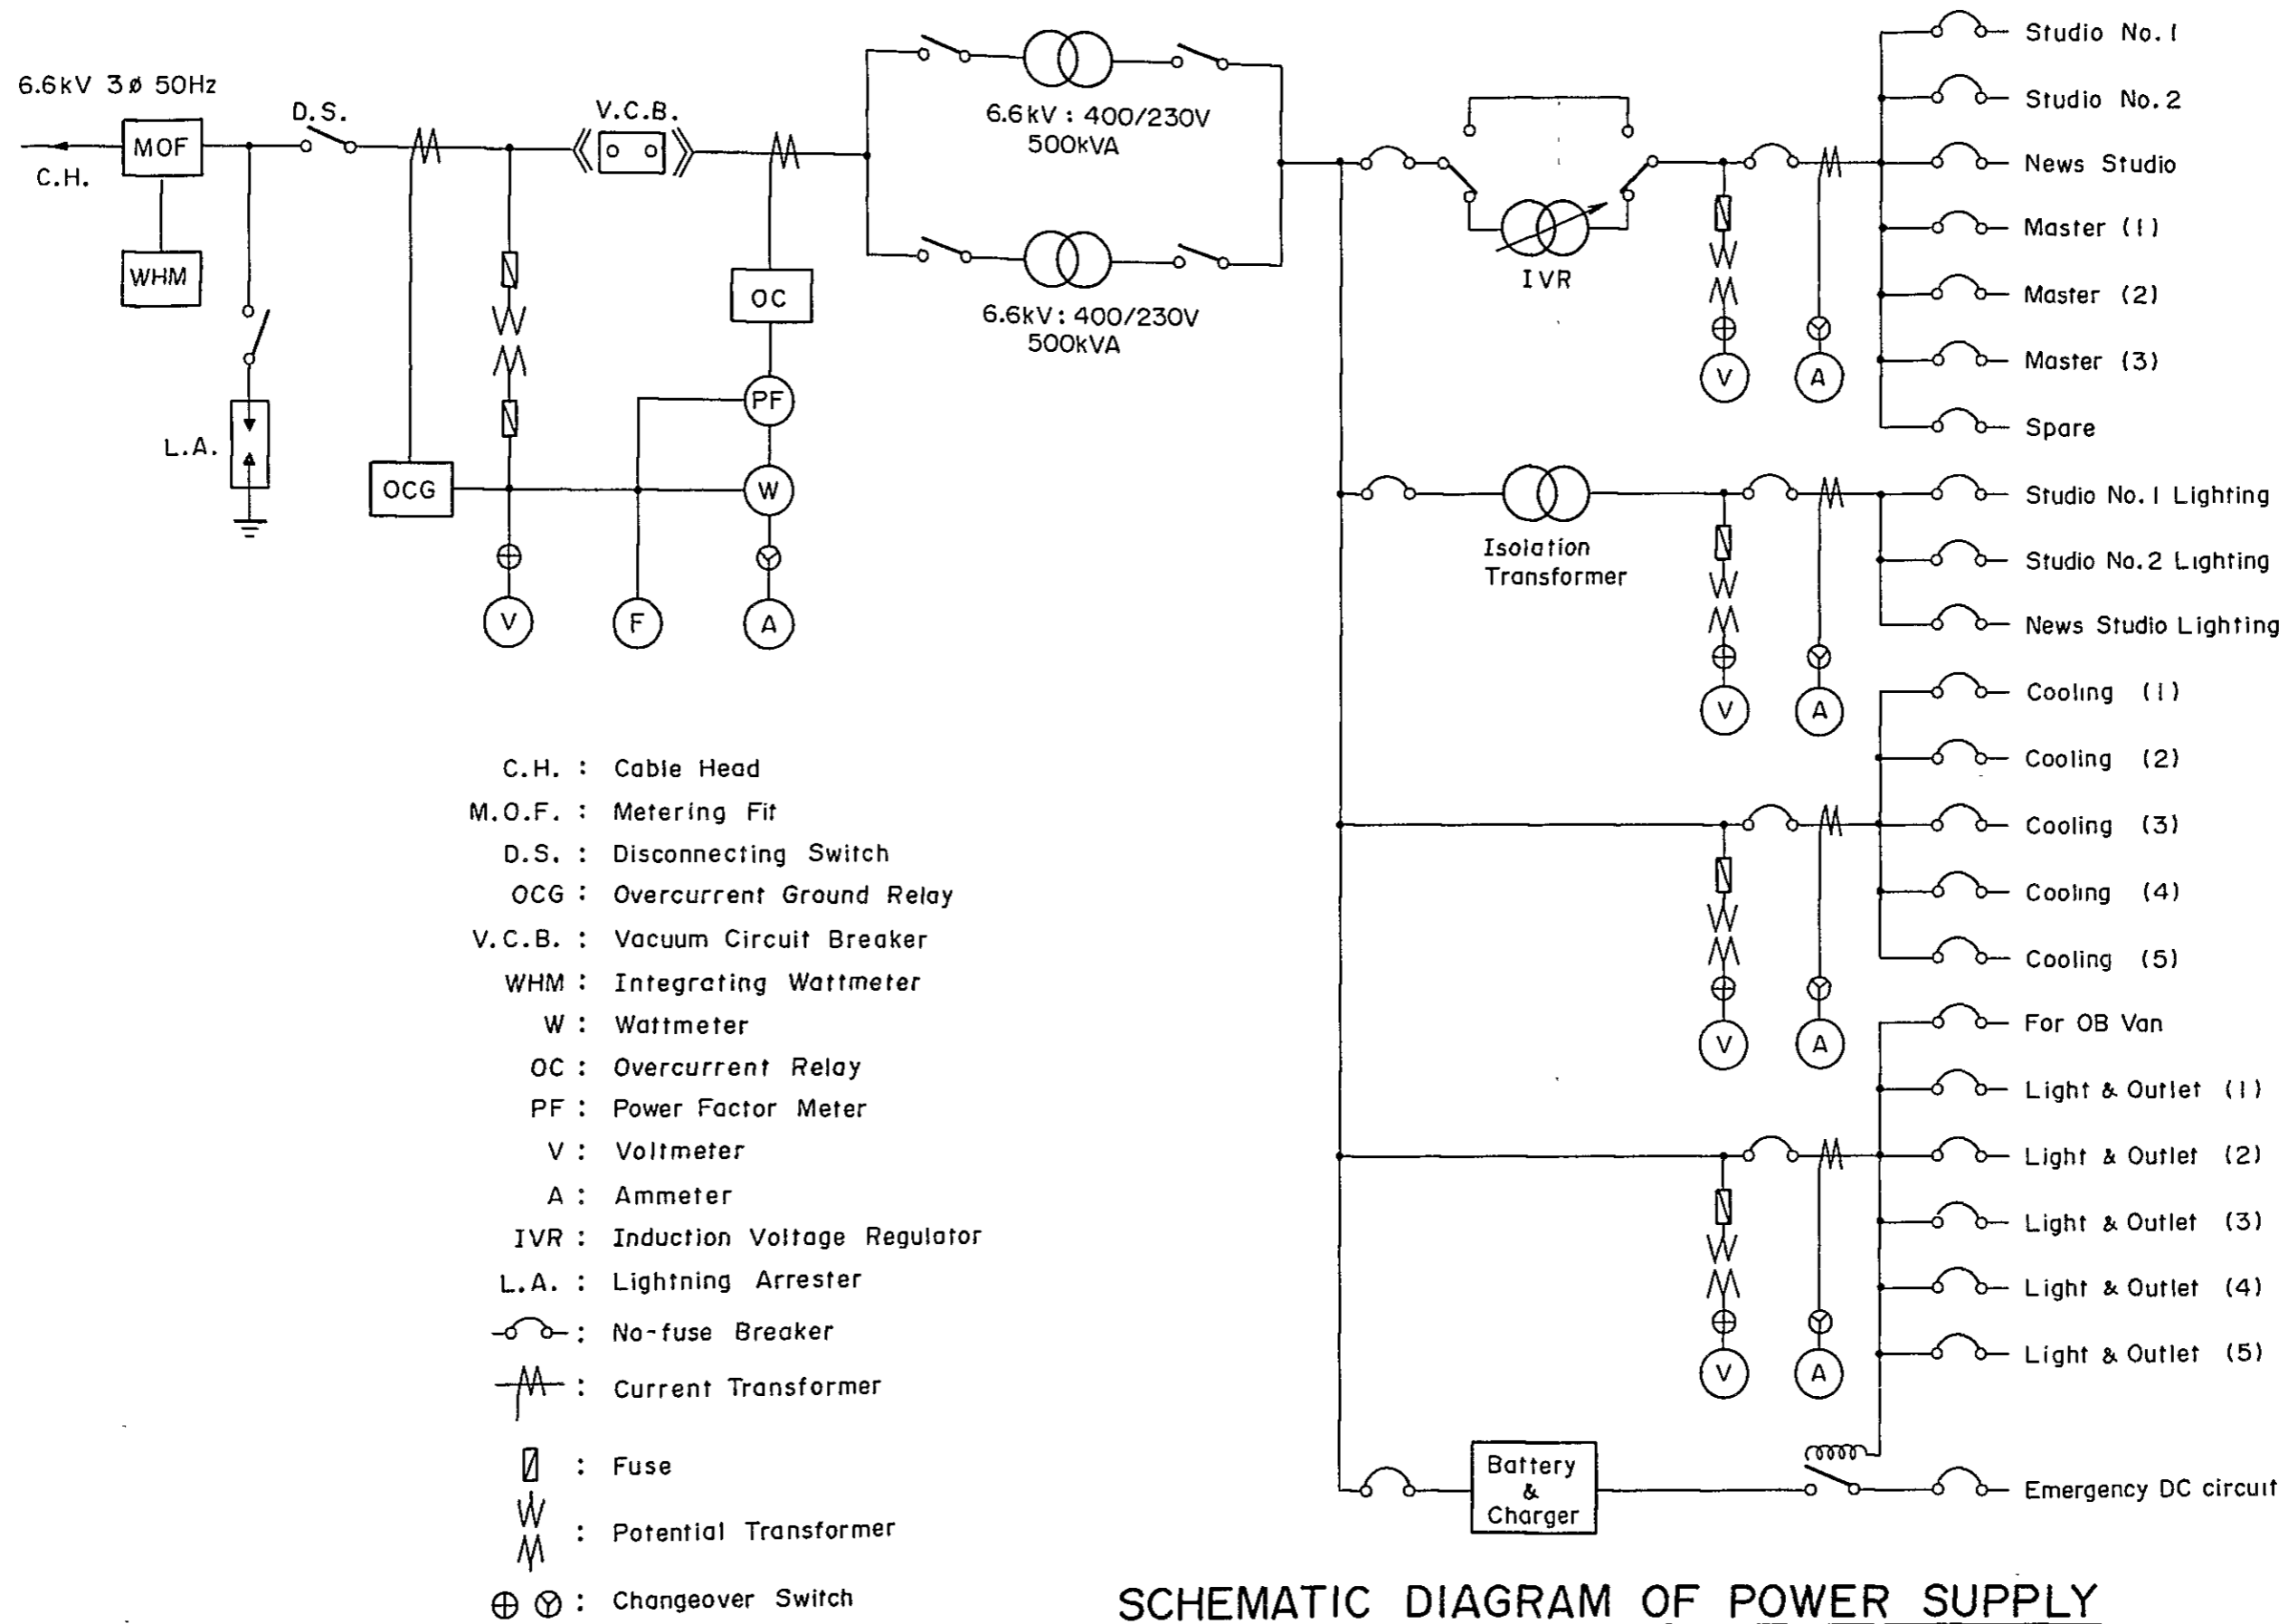 6.6kV 3ø 50Hz
C.H.
MOF
WHM
D.S.
L.A.
V.C.B.
OCG
OC
PF
W
V
F
A
6.6kV : 400/230V
500kVA
6.6kV : 400/230V
500kVA
IVR
V
A
Studio No.1
Studio No.2
News Studio
Master (1)
Master (2)
Master (3)
Spare
Isolation
Transformer
V
A
Studio No.1 Lighting
Studio No.2 Lighting
News Studio Lighting
V
A
Cooling (1)
Cooling (2)
Cooling (3)
Cooling (4)
Cooling (5)
V
A
For OB Van
Light & Outlet (1)
Light & Outlet (2)
Light & Outlet (3)
Light & Outlet (4)
Light & Outlet (5)
Battery
&
Charger
Emergency DC circuit
C.H. : Cable Head
M.O.F. : Metering Fit
D.S. : Disconnecting Switch
OCG : Overcurrent Ground Relay
V.C.B. : Vacuum Circuit Breaker
WHM : Integrating Wattmeter
W : Wattmeter
OC : Overcurrent Relay
PF : Power Factor Meter
V : Voltmeter
A : Ammeter
IVR : Induction Voltage Regulator
L.A. : Lightning Arrester
: No-fuse Breaker
: Current Transformer
: Fuse
: Potential Transformer
: Changeover Switch
SCHEMATIC DIAGRAM OF POWER SUPPLY